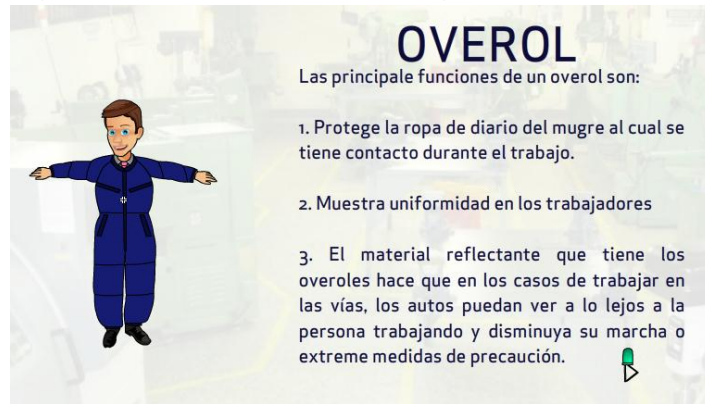 OVEROL
Las principale funciones de un overol son:
1. Protege la ropa de diario del mugre al cual se
tiene contacto durante el trabajo.
2. Muestra uniformidad en los trabajadores
3. El material reflectante que tiene los
overoles hace que en los casos de trabajar en
las vías, los autos puedan ver a lo lejos a la
persona trabajando y disminuya su marcha o
extreme medidas de precaución.